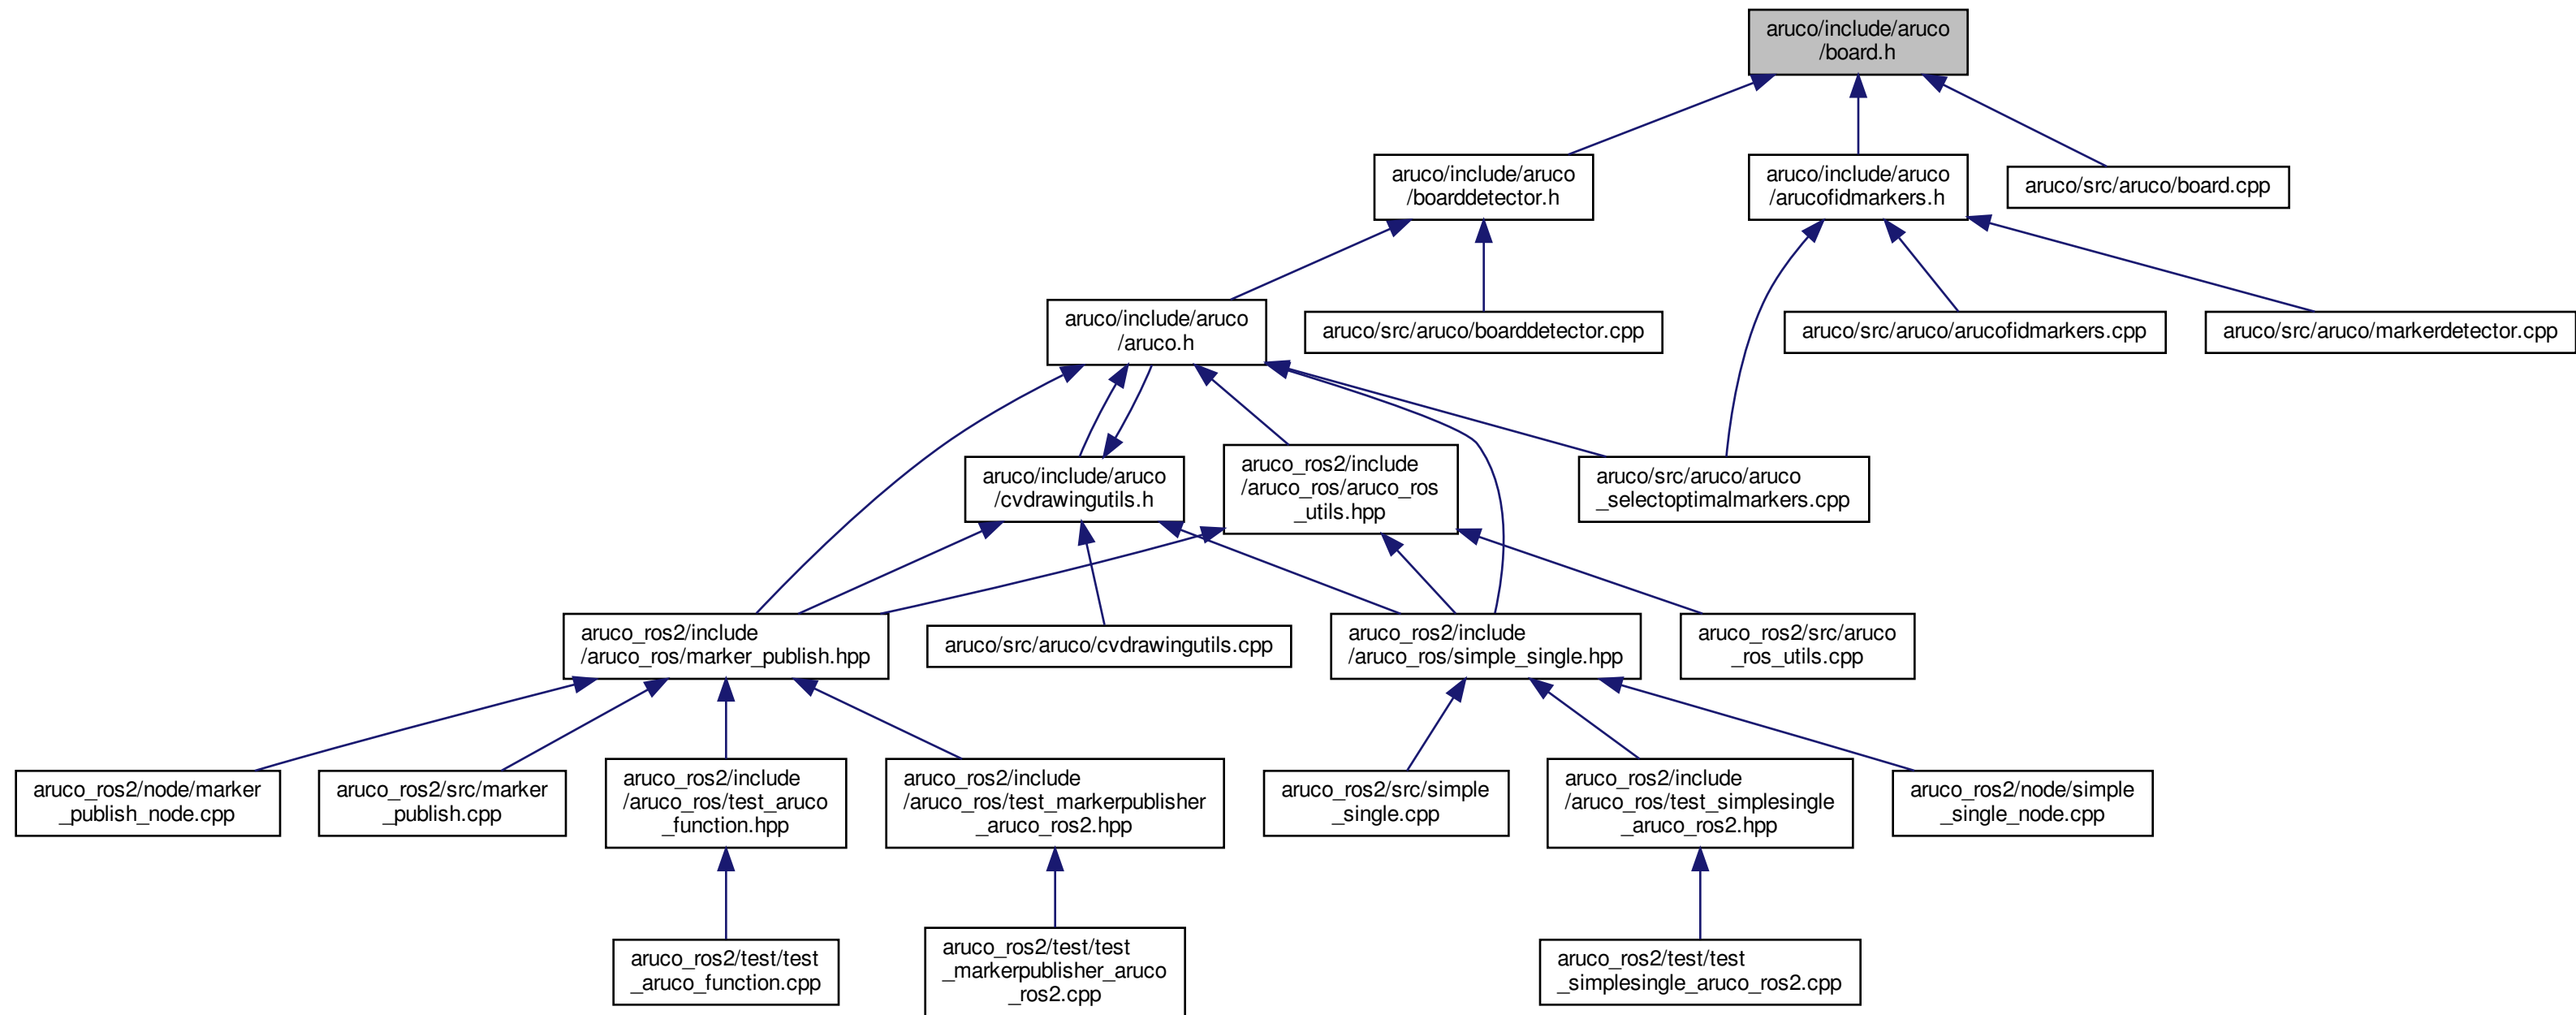 aruco/include/aruco
/board.h
aruco/include/aruco
/boarddetector.h
aruco/include/aruco
/arucofidmarkers.h
aruco/src/aruco/board.cpp
aruco/include/aruco
/aruco.h
aruco/src/aruco/boarddetector.cpp
aruco/src/aruco/arucofidmarkers.cpp
aruco/src/aruco/markerdetector.cpp
aruco/include/aruco
/cvdrawingutils.h
aruco_ros2/include
/aruco_ros/aruco_ros
_utils.hpp
aruco/src/aruco/aruco
_selectoptimalmarkers.cpp
aruco_ros2/include
/aruco_ros/marker_publish.hpp
aruco/src/aruco/cvdrawingutils.cpp
aruco_ros2/include
/aruco_ros/simple_single.hpp
aruco_ros2/src/aruco
_ros_utils.cpp
aruco_ros2/node/marker
_publish_node.cpp
aruco_ros2/src/marker
_publish.cpp
aruco_ros2/include
/aruco_ros/test_aruco
_function.hpp
aruco_ros2/include
/aruco_ros/test_markerpublisher
_aruco_ros2.hpp
aruco_ros2/src/simple
_single.cpp
aruco_ros2/include
/aruco_ros/test_simplesingle
_aruco_ros2.hpp
aruco_ros2/node/simple
_single_node.cpp
aruco_ros2/test/test
_aruco_function.cpp
aruco_ros2/test/test
_markerpublisher_aruco
_ros2.cpp
aruco_ros2/test/test
_simplesingle_aruco_ros2.cpp